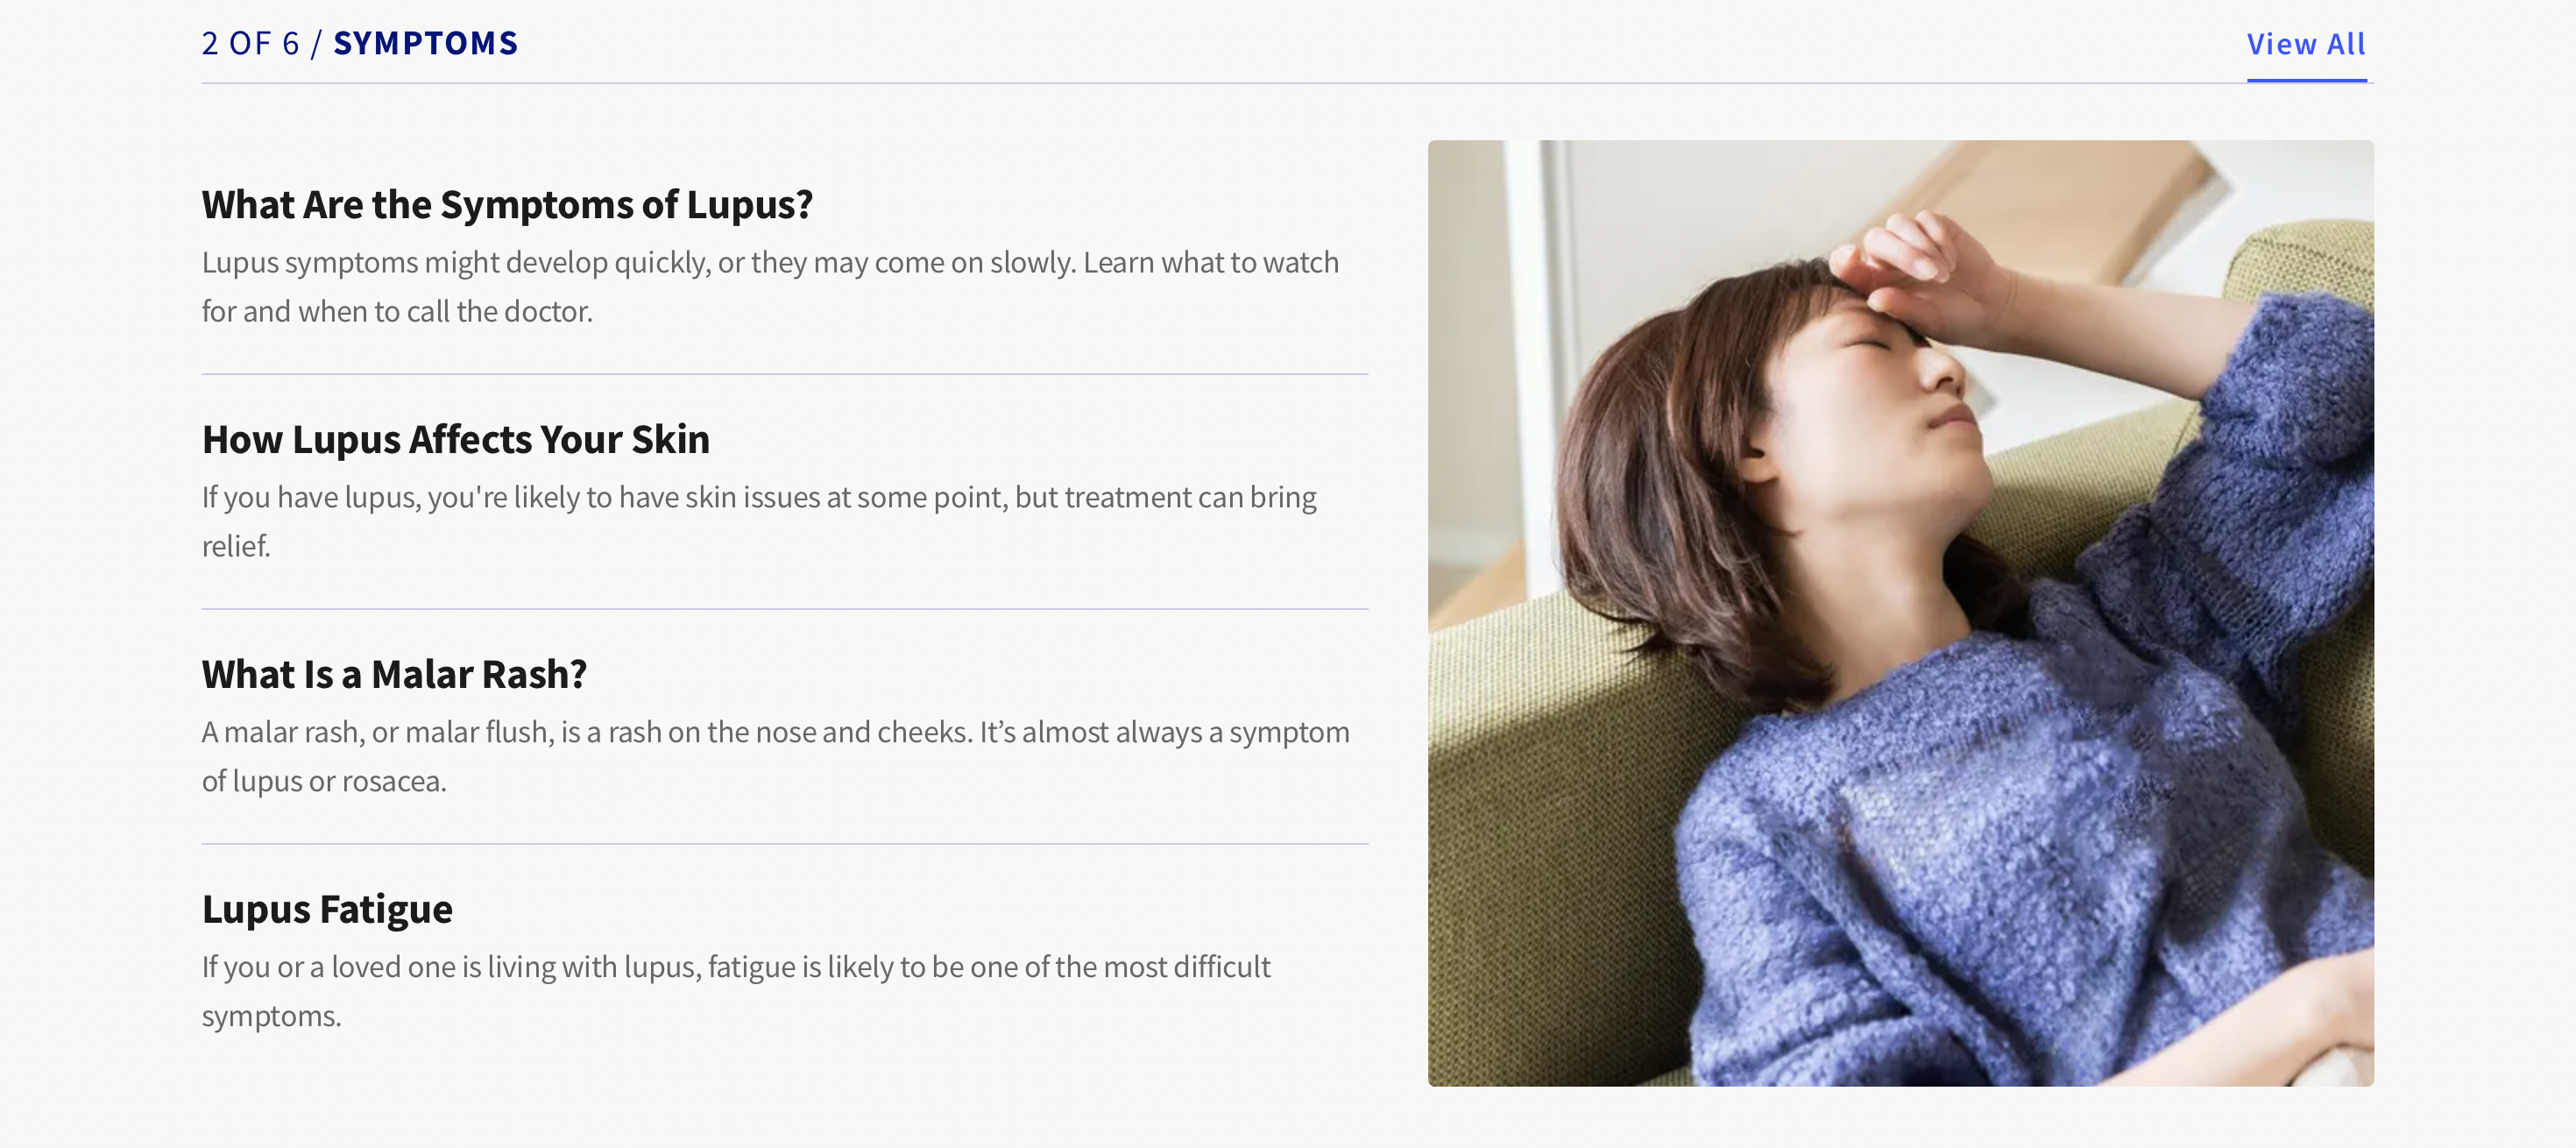 2 OF 6 / SYMPTOMS
View All
What Are the Symptoms of Lupus?
Lupus symptoms might develop quickly, or they may come on slowly. Learn what to watch
for and when to call the doctor.
How Lupus Affects Your Skin
If you have lupus, you're likely to have skin issues at some point, but treatment can bring
relief.
What Is a Malar Rash?
A malar rash, or malar flush, is a rash on the nose and cheeks. It’s almost always a symptom
of lupus or rosacea.
Lupus Fatigue
If you or a loved one is living with lupus, fatigue is likely to be one of the most difficult
symptoms.